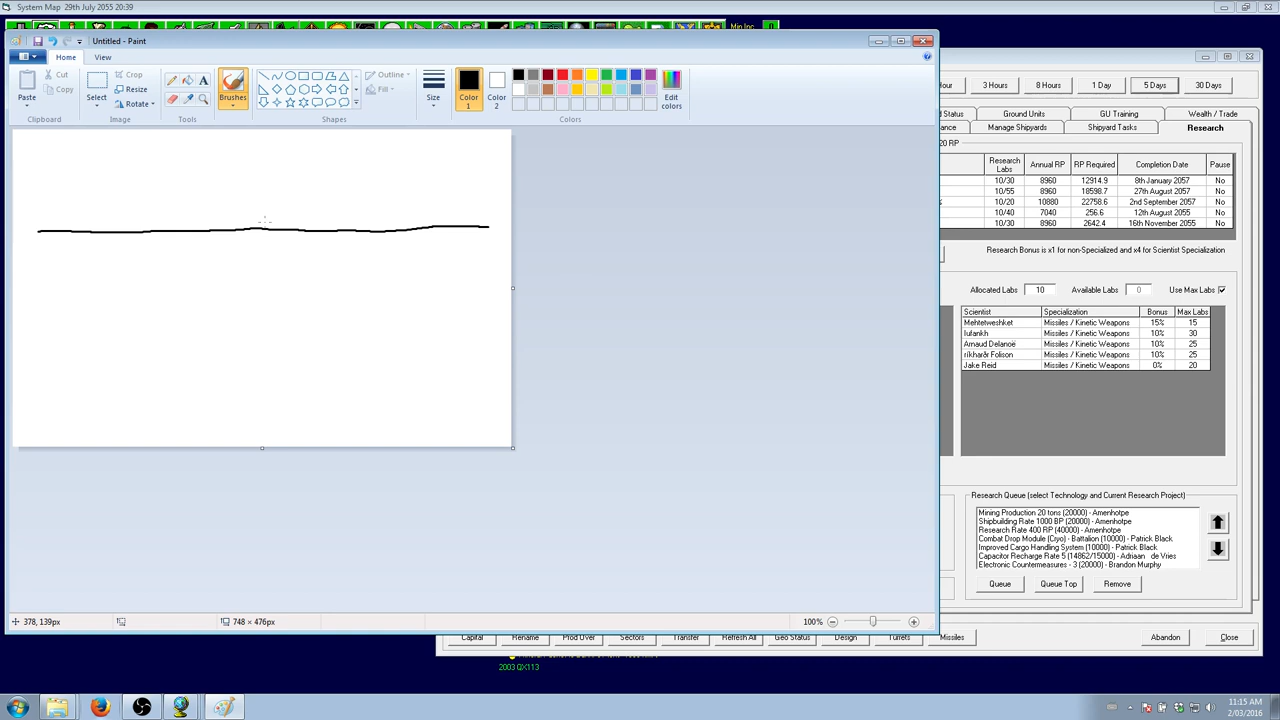 System Map 29th July 2055 20:39
Min Inc
Untitled - Paint
Home
View
Paste
Cut
Copy
Clipboard
Select
Crop
Resize
Rotate
Image
Tools
Brushes
Outline
Fill
Shapes
Size
Color 1
Color 2
Edit colors
Colors
378, 139px
748 × 476px
100%
Hour
3 Hours
8 Hours
1 Day
5 Days
30 Days
d Status
Ground Units
GU Training
Wealth / Trade
ance
Manage Shipyards
Shipyard Tasks
Research
20 RP
Research Labs
Annual RP
RP Required
Completion Date
Pause
10/30 8960 12914.9 8th January 2057 No
10/55 8960 18598.7 27th August 2057 No
% 10/20 10880 22758.6 2nd September 2057 No
10/40 7040 256.6 12th August 2055 No
10/30 8960 2642.4 16th November 2055 No
Research Bonus is x1 for non-Specialized and x4 for Scientist Specialization
Allocated Labs 10
Available Labs 0
Use Max Labs
Scientist Specialization Bonus Max Labs
Mehtetweshket Missiles / Kinetic Weapons 15% 15
Iufankh Missiles / Kinetic Weapons 10% 30
Arnaud Delanoë Missiles / Kinetic Weapons 10% 25
ríkharðr Folison Missiles / Kinetic Weapons 10% 25
Jake Reid Missiles / Kinetic Weapons 0% 20
Research Queue (select Technology and Current Research Project)
Mining Production 20 tons (20000) - Amenhotpe
Shipbuilding Rate 1000 BP (20000) - Amenhotpe
Research Rate 400 RP (40000) - Amenhotpe
Combat Drop Module (Cryo) - Battalion (10000) - Patrick Black
Improved Cargo Handling System (10000) - Patrick Black
Capacitor Recharge Rate 5 (14862/15000) - Adriaan de Vries
Electronic Countermeasures - 3 (20000) - Brandon Murphy
Queue
Queue Top
Remove
Capital
Rename
Prod Over
Sectors
Transfer
Refresh All
Geo Status
Design
Turrets
Missiles
Abandon
Close
2003 QX113
11:15 AM
2/03/2016